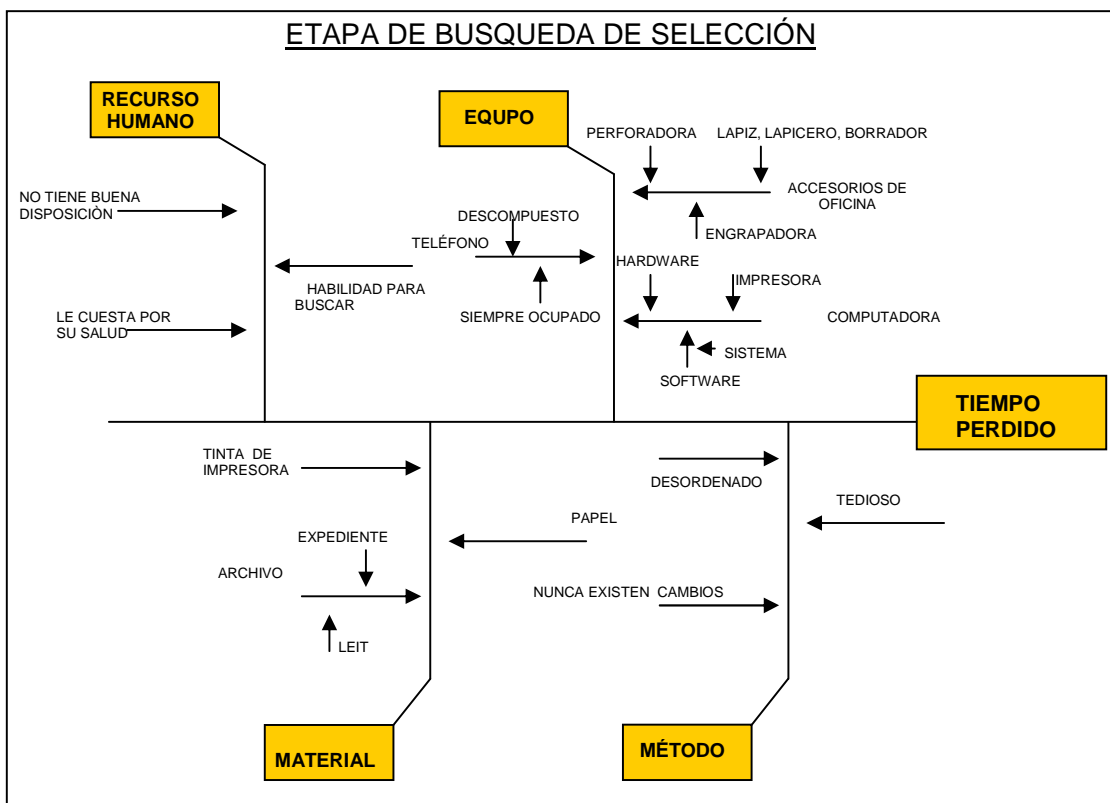 ETAPA DE BUSQUEDA DE SELECCIÓN
RECURSO
HUMANO
EQUPO
PERFORADORA
LAPIZ, LAPICERO, BORRADOR
NO TIENE BUENA
DISPOSICIÒN
ACCESORIOS DE
OFICINA
DESCOMPUESTO
TELÉFONO
ENGRAPADORA
HARDWARE
IMPRESORA
HABILIDAD PARA
BUSCAR
LE CUESTA POR
SU SALUD
SIEMPRE OCUPADO
COMPUTADORA
SISTEMA
SOFTWARE
TIEMPO
PERDIDO
TINTA DE
IMPRESORA
DESORDENADO
TEDIOSO
PAPEL
EXPEDIENTE
ARCHIVO
NUNCA EXISTEN CAMBIOS
LEIT
MATERIAL
MÉTODO